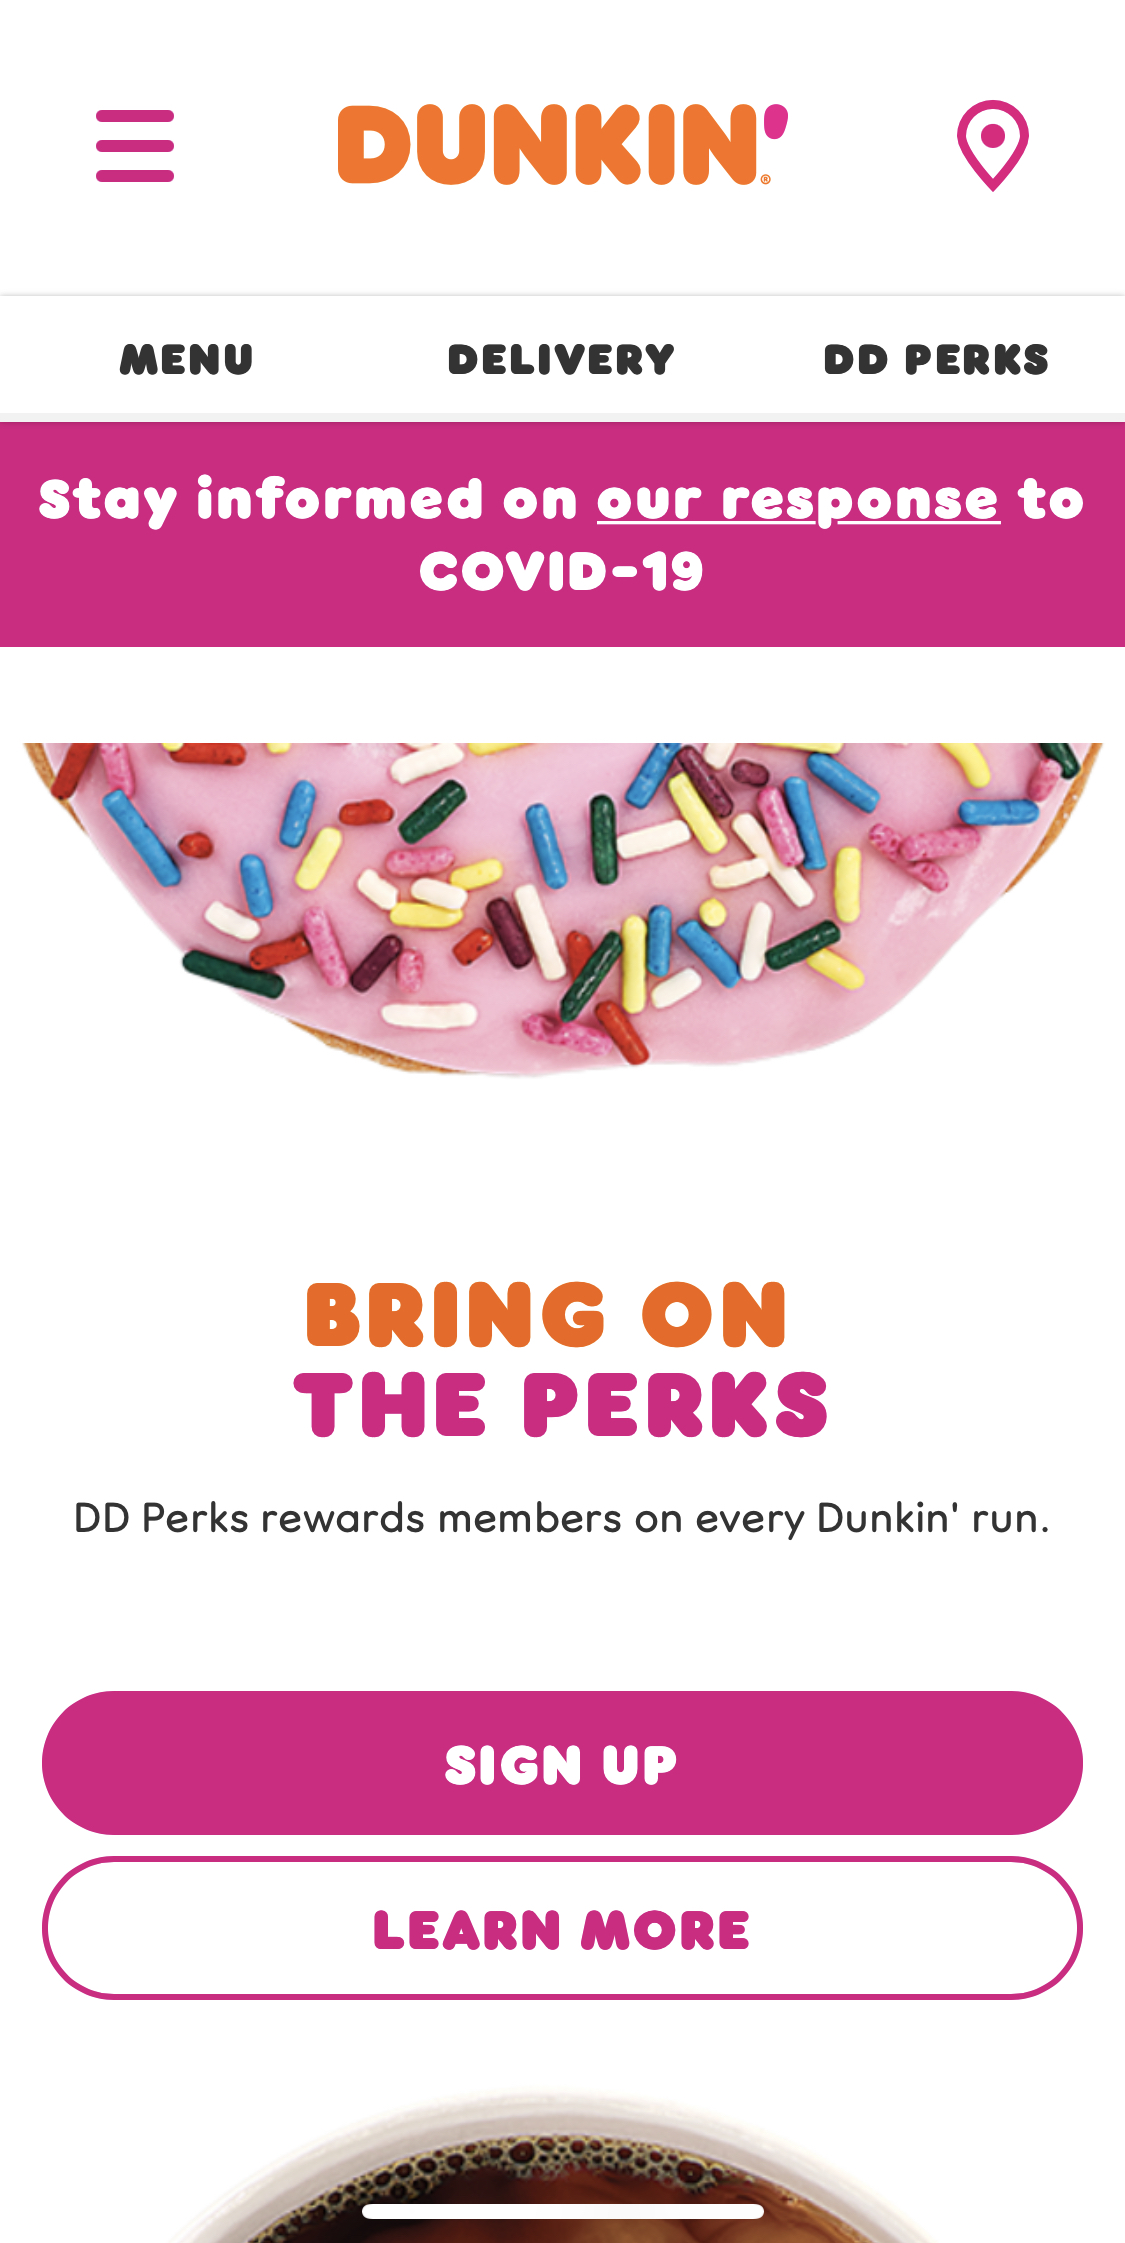 DUNKIN'®
MENU DELIVERY DD PERKS
Stay informed on our response to
COVID-19
BRING ON
THE PERKS
DD Perks rewards members on every Dunkin' run.
SIGN UP
LEARN MORE